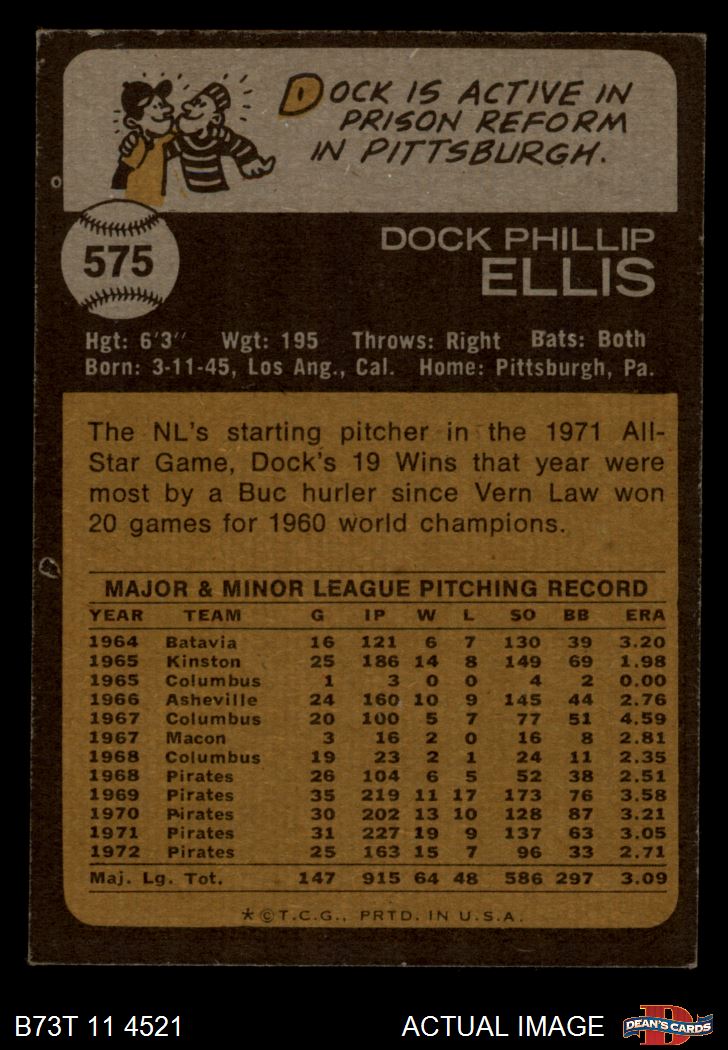 DOCK IS ACTIVE IN
PRISON REFORM
IN PITTSBURGH.
575
DOCK PHILLIP
ELLIS
Hgt: 6'3" Wgt: 195 Throws: Right Bats: Both
Born: 3-11-45, Los Ang., Cal. Home: Pittsburgh, Pa.
The NL's starting pitcher in the 1971 All-
Star Game, Dock's 19 Wins that year were
most by a Buc hurler since Vern Law won
20 games for 1960 world champions.
MAJOR & MINOR LEAGUE PITCHING RECORD
YEAR TEAM G IP W L SO BB ERA
1964 Batavia 16 121 6 7 130 39 3.20
1965 Kinston 25 186 14 8 149 69 1.98
1965 Columbus 1 3 0 0 4 2 0.00
1966 Asheville 24 160 10 9 145 44 2.76
1967 Columbus 20 100 5 7 77 51 4.59
1967 Macon 3 16 2 0 16 8 2.81
1968 Columbus 19 23 2 1 24 11 2.35
1968 Pirates 26 104 6 5 52 38 2.51
1969 Pirates 35 219 11 17 173 76 3.58
1970 Pirates 30 202 13 10 128 87 3.21
1971 Pirates 31 227 19 9 137 63 3.05
1972 Pirates 25 163 15 7 96 33 2.71
Maj. Lg. Tot. 147 915 64 48 586 297 3.09
*©T.C.G., PRTD. IN U.S.A.
B73T 11 4521 ACTUAL IMAGE
D
DEAN'S CARDS